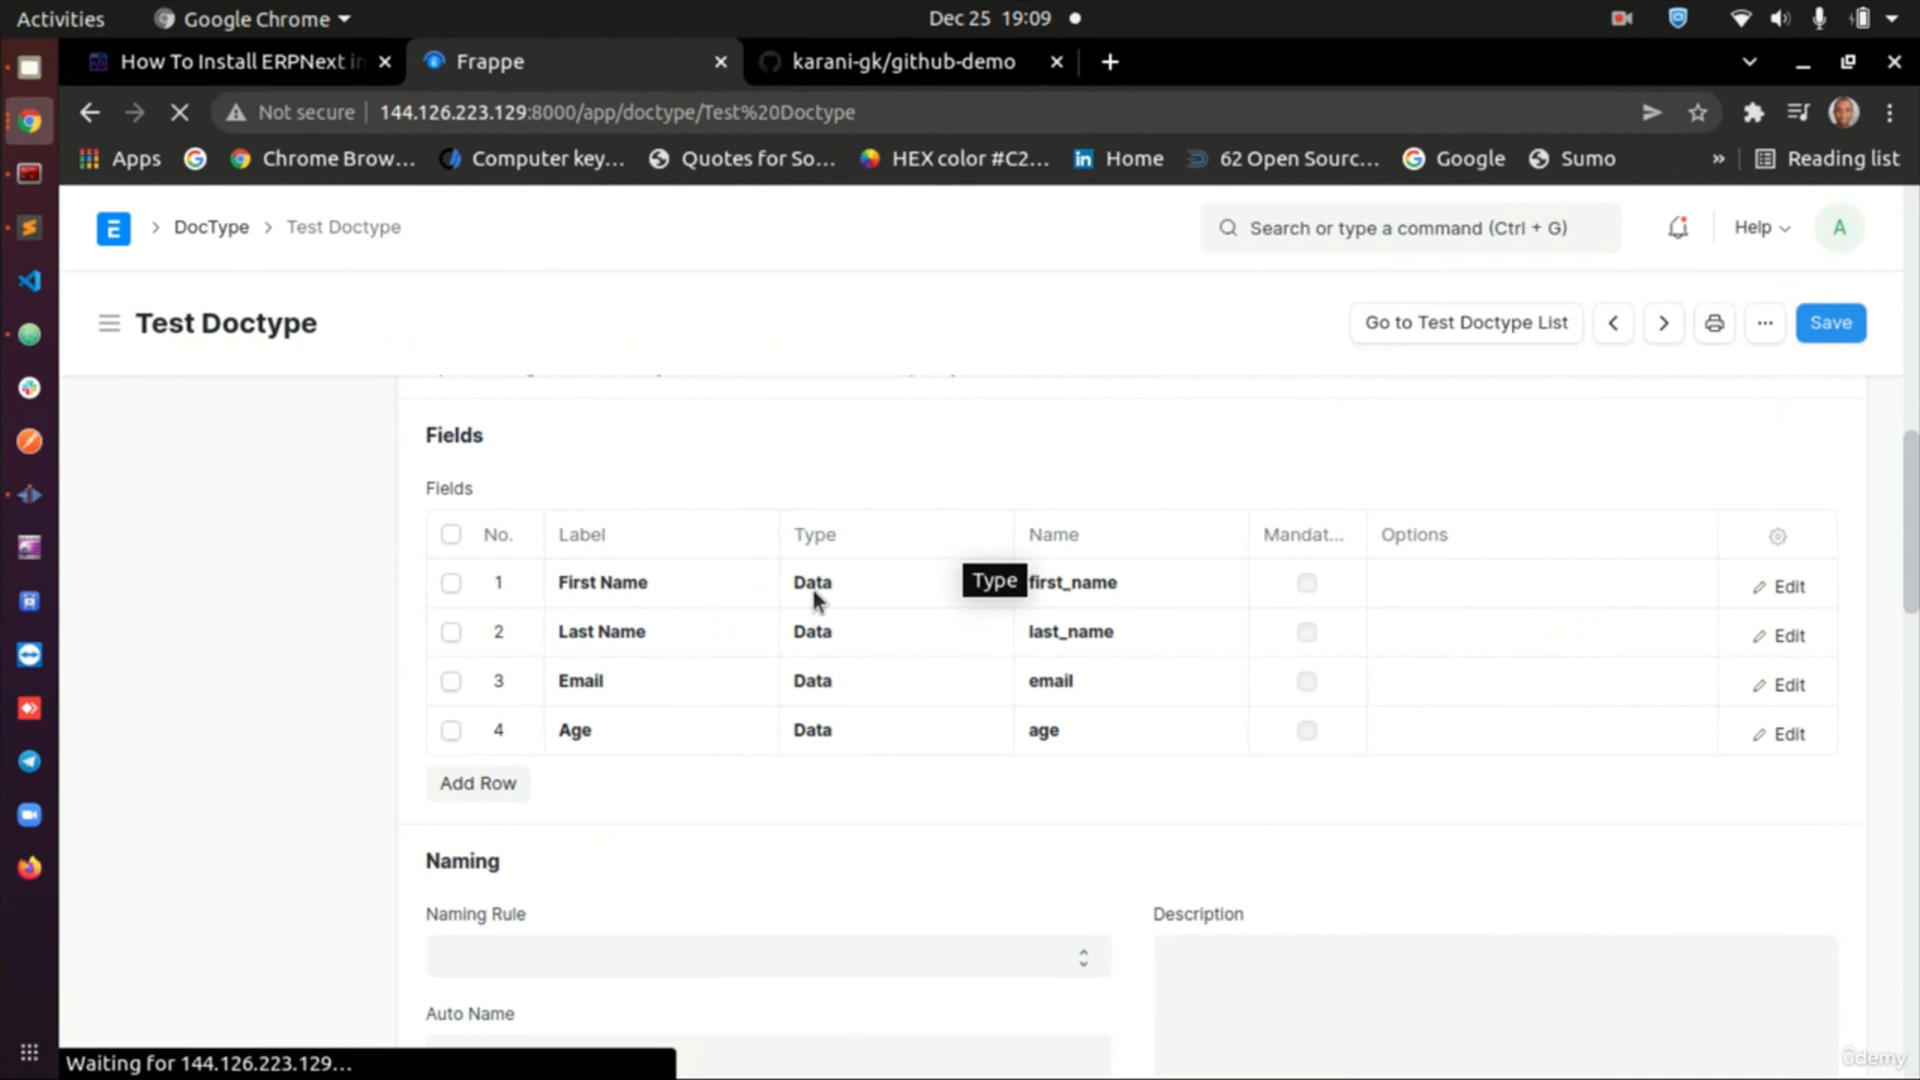 Activities Google Chrome Dec 25 19:09
How To Install ERPNext in Frappe karani-gk/github-demo
Not secure 144.126.223.129:8000/app/doctype/Test%20Doctype
Apps Chrome Brow... Computer key... Quotes for So... HEX color #C2... Home 62 Open Sourc... Google Sumo » Reading list
E DocType Test Doctype Search or type a command (Ctrl + G) Help A
Test Doctype Go to Test Doctype List ... Save
Fields
Fields
No. Label Type Name Mandat... Options
1 First Name Data Type first_name Edit
2 Last Name Data last_name Edit
3 Email Data email Edit
4 Age Data age Edit
Add Row
Naming
Naming Rule Description
Auto Name
Waiting for 144.126.223.129...
ûdemy